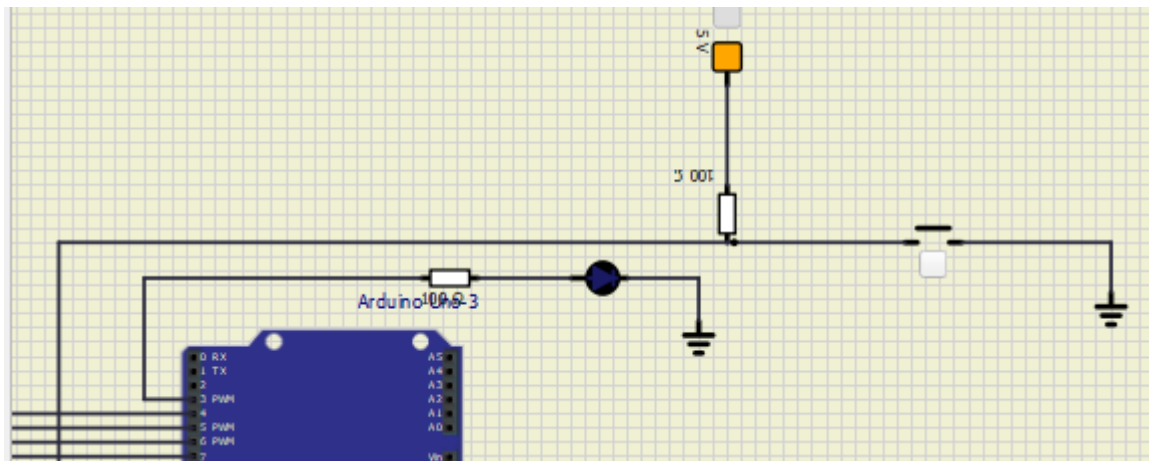 5 V
100 Ω
100 Ω
Arduino Uno-3
0 RX
1 TX
2
3 PWM
4
5 PWM
6 PWM
7
A5
A4
A3
A2
A1
A0
Vin